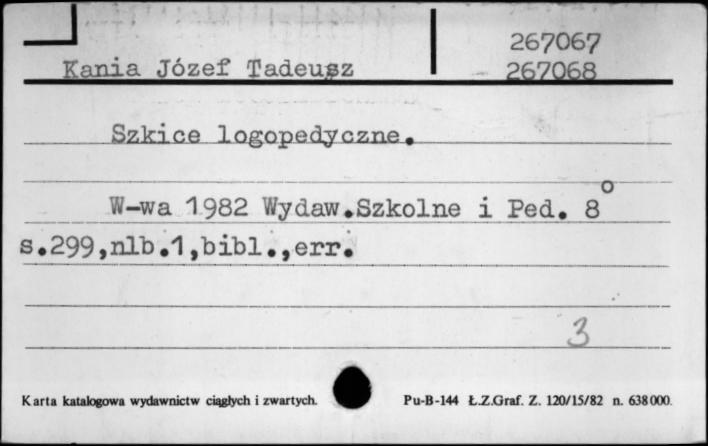 267067
Kania Józef Tadeusz 267068
Szkice logopedyczne.
W-wa 1982 Wydaw.Szkolne i Ped. 8o
s.299,nlb.1,bibl.,err.
3
Karta katalogowa wydawnictw ciągłych i zwartych. Pu-B-144 Ł.Z.Graf. Z. 120/15/82 n. 638000.